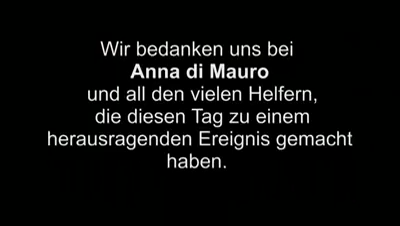 Wir bedanken uns bei
Anna di Mauro
und all den vielen Helfern,
die diesen Tag zu einem
herausragenden Ereignis gemacht
haben.